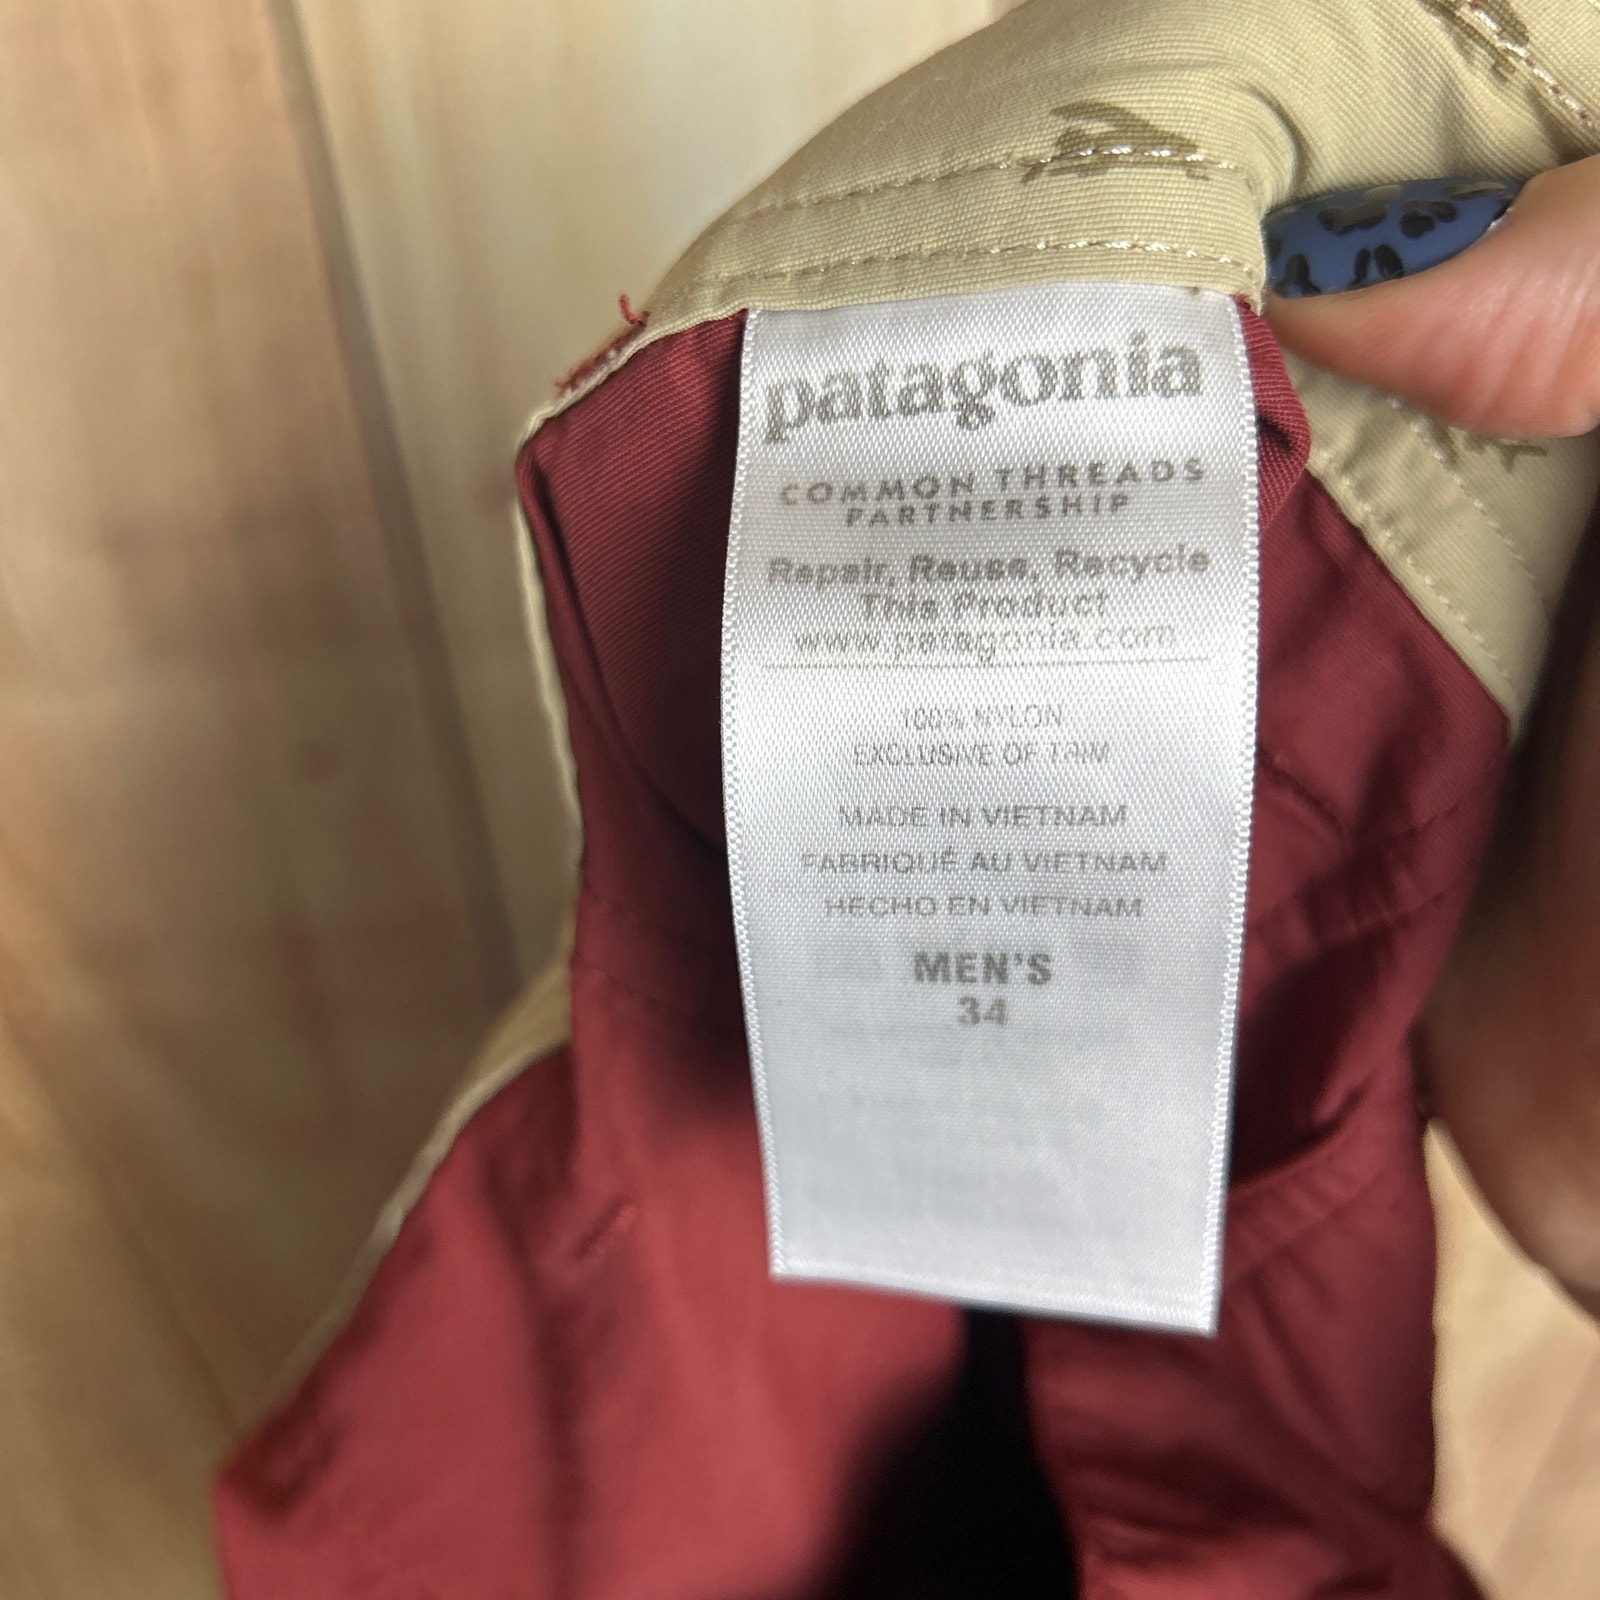 patagonia
COMMON THREADS
PARTNERSHIP
Repair, Reuse, Recycle
This Product
www.patagonia.com
100% NYLON
EXCLUSIVE OF TRIM
MADE IN VIETNAM
FABRIQUÉ AU VIETNAM
HECHO EN VIETNAM
MEN'S
34